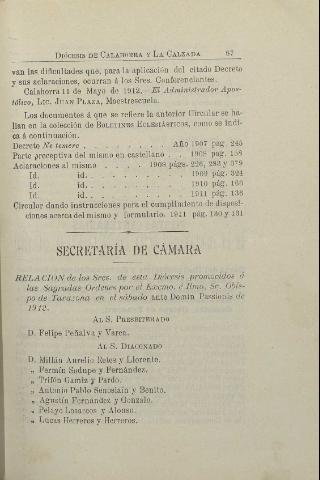 DIÓCESIS DE CALAHORRA Y LA CALZADA 87
van las dificultades que, para la aplicación del citado Decreto
y sus aclaraciones, ocurran á los Sres. Conferenciantes.
Calahorra 11 de Mayo de 1912.—El Administrador Apos-
tólico, LIC. JUAN PLAZA, Maestrescuela.
Los documentos á que se refiere la anterior Circular se ha-
llan en la colección de BOLETINES ECLESIÁSTICOS, como se indi-
ca á continuación.
Decreto Ne temere . . . . . . . . . Año 1907 pág. 245
Parte preceptiva del mismo en castellano . . 1908 pág. 158
Aclaraciones al mismo . . . . . 1908 págs. 226, 283 y 379
Id. id. . . . . . . . . . 1909 pág. 324
Id. id. . . . . . . . . . 1910 pág. 166
Id. id. . . . . . . . . . 1911 pág. 136
Circular dando instrucciones para el cumplimiento de disposi-
ciones acerca del mismo y formulario. 1911 pág. 130 y 131
SECRETARÍA DE CÁMARA
RELACION de los Sres. de esta Diócesis promovidos á
las Sagradas Ordenes por el Excmo. é Ilmo. Sr. Obis-
po de Tarazona en el sábado ante Domin Passionis de
1912.
AL S. PRESBITERADO
D. Felipe Peñalva y Varea.
AL S. DIACONADO
D. Millán Aurelio Retes y Llorente.
„ Fermín Sodupe y Fernández.
„ Trifón Gamiz y Pardo.
„ Antonio Pablo Senosiain y Benito.
„ Agustín Fernández y Gonzalo.
„ Pelayo Lasarcos y Alonso.
„ Lucas Herreros y Herreros.